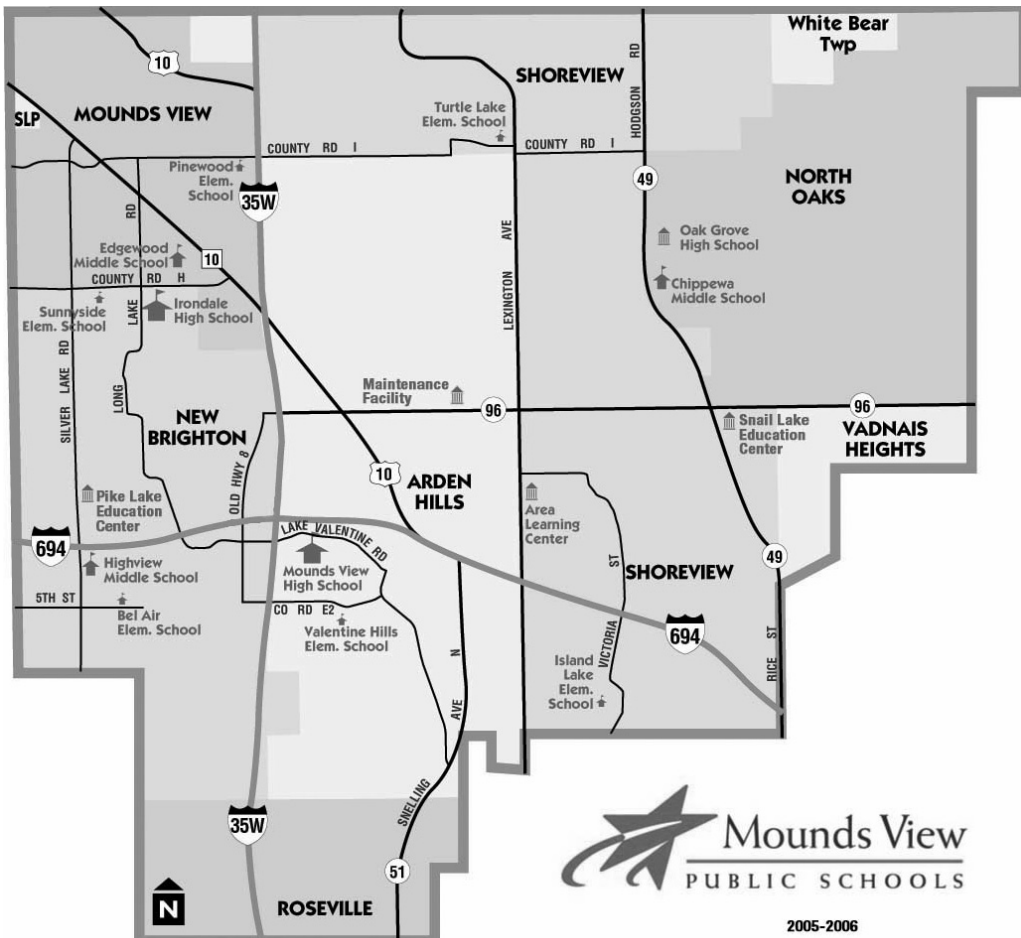 White Bear
Twp
10
SHOREVIEW
HODGSON RD
SLP
MOUNDS VIEW
Turtle Lake
Elem. School
COUNTY RD I
COUNTY RD I
Pinewood
Elem.
School
35W
49
NORTH
OAKS
LEXINGTON AVE
Oak Grove
High School
Edgewood
Middle School
10
COUNTY RD H
Chippewa
Middle School
Sunnyside
Elem. School
Irondale
High School
LONG LAKE RD
SILVER LAKE RD
Maintenance
Facility
96
96
NEW
BRIGHTON
Snail Lake
Education
Center
VADNAIS
HEIGHTS
OLD HWY 8
10
ARDEN
HILLS
Pike Lake
Education
Center
Area
Learning
Center
694
LAKE VALENTINE RD
49
Highview
Middle School
Mounds View
High School
SHOREVIEW
5TH ST
Bel Air
Elem. School
CO RD E2
Valentine Hills
Elem. School
VICTORIA ST
694
RICE ST
Island
Lake
Elem.
School
SNELLING AVE N
35W
51
N
ROSEVILLE
Mounds View
PUBLIC SCHOOLS
2005-2006